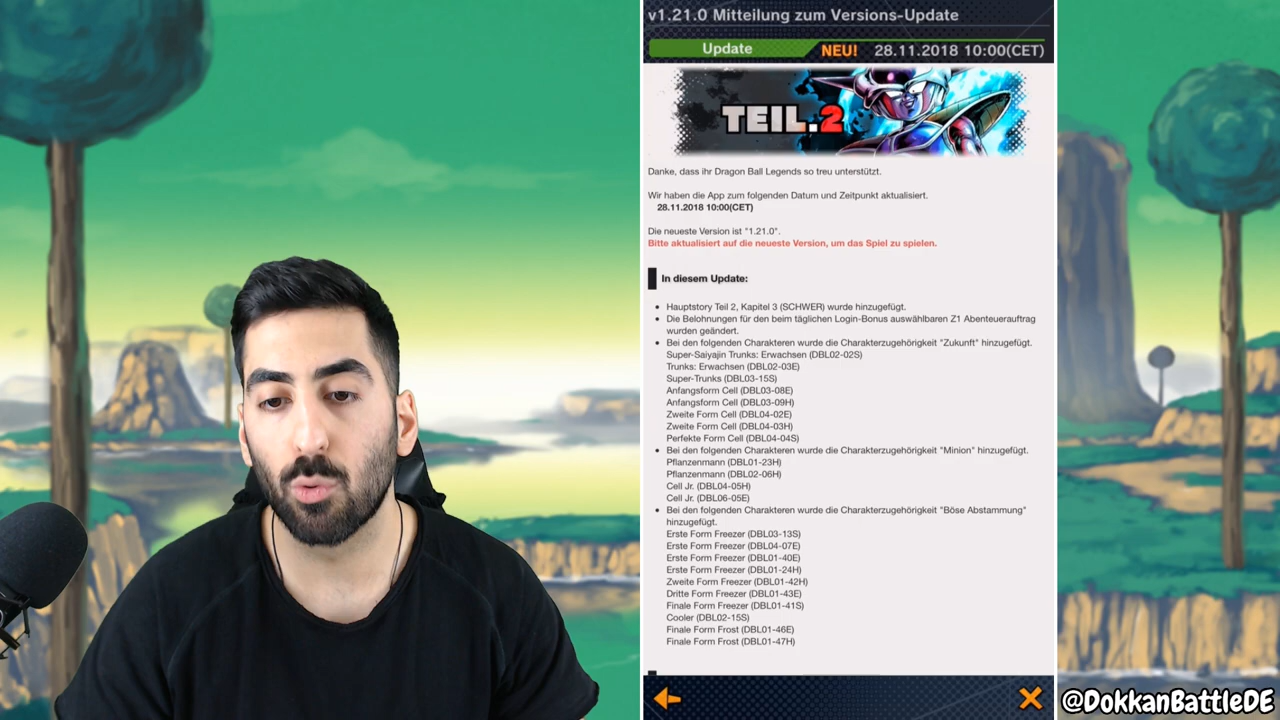 v1.21.0 Mitteilung zum Versions-Update
Update NEU! 28.11.2018 10:00(CET)
TEIL.2
Danke, dass ihr Dragon Ball Legends so treu unterstützt.
Wir haben die App zum folgenden Datum und Zeitpunkt aktualisiert.
28.11.2018 10:00(CET)
Die neueste Version ist "1.21.0".
Bitte aktualisiert auf die neueste Version, um das Spiel zu spielen.
In diesem Update:
• Hauptstory Teil 2, Kapitel 3 (SCHWER) wurde hinzugefügt.
• Die Belohnungen für den beim täglichen Login-Bonus auswählbaren Z1 Abenteuerauftrag
wurden geändert.
• Bei den folgenden Charakteren wurde die Charakterzugehörigkeit "Zukunft" hinzugefügt.
Super-Saiyajin Trunks: Erwachsen (DBL02-02S)
Trunks: Erwachsen (DBL02-03E)
Super-Trunks (DBL03-15S)
Anfangsform Cell (DBL03-08E)
Anfangsform Cell (DBL03-09H)
Zweite Form Cell (DBL04-02E)
Zweite Form Cell (DBL04-03H)
Perfekte Form Cell (DBL04-04S)
• Bei den folgenden Charakteren wurde die Charakterzugehörigkeit "Minion" hinzugefügt.
Pflanzenmann (DBL01-23H)
Pflanzenmann (DBL02-06H)
Cell Jr. (DBL04-05H)
Cell Jr. (DBL06-05E)
• Bei den folgenden Charakteren wurde die Charakterzugehörigkeit "Böse Abstammung"
hinzugefügt.
Erste Form Freezer (DBL03-13S)
Erste Form Freezer (DBL04-07E)
Erste Form Freezer (DBL01-40E)
Erste Form Freezer (DBL01-24H)
Zweite Form Freezer (DBL01-42H)
Dritte Form Freezer (DBL01-43E)
Finale Form Freezer (DBL01-41S)
Cooler (DBL02-15S)
Finale Form Frost (DBL01-46E)
Finale Form Frost (DBL01-47H)
@DokkanBattleDE